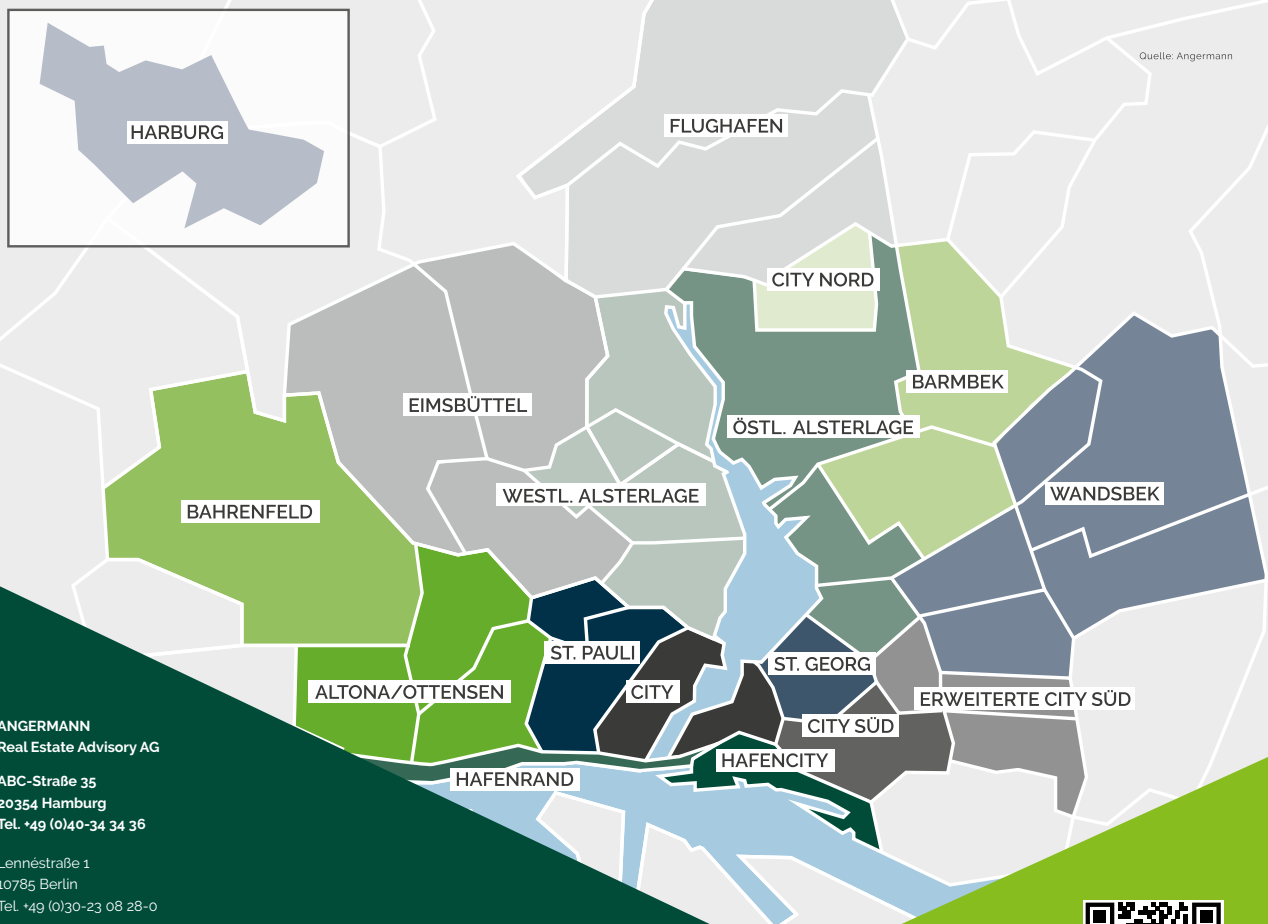 Quelle: Angermann
HARBURG
FLUGHAFEN
CITY NORD
BARMBEK
EIMSBÜTTEL
ÖSTL. ALSTERLAGE
WESTL. ALSTERLAGE
WANDSBEK
BAHRENFELD
ST. PAULI
ST. GEORG
ALTONA/OTTENSEN
CITY
ERWEITERTE CITY SÜD
CITY SÜD
HAFENCITY
HAFENRAND
ANGERMANN
Real Estate Advisory AG
ABC-Straße 35
20354 Hamburg
Tel. +49 (0)40-34 34 36
Lennéstraße 1
10785 Berlin
Tel. +49 (0)30-23 08 28-0